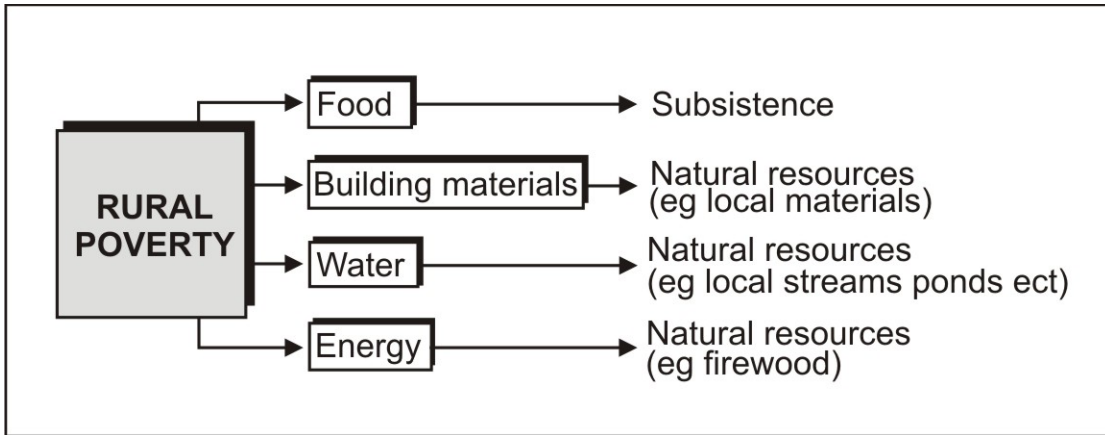 RURAL
POVERTY
Food
Subsistence
Building materials
Natural resources
(eg local materials)
Water
Natural resources
(eg local streams ponds ect)
Energy
Natural resources
(eg firewood)